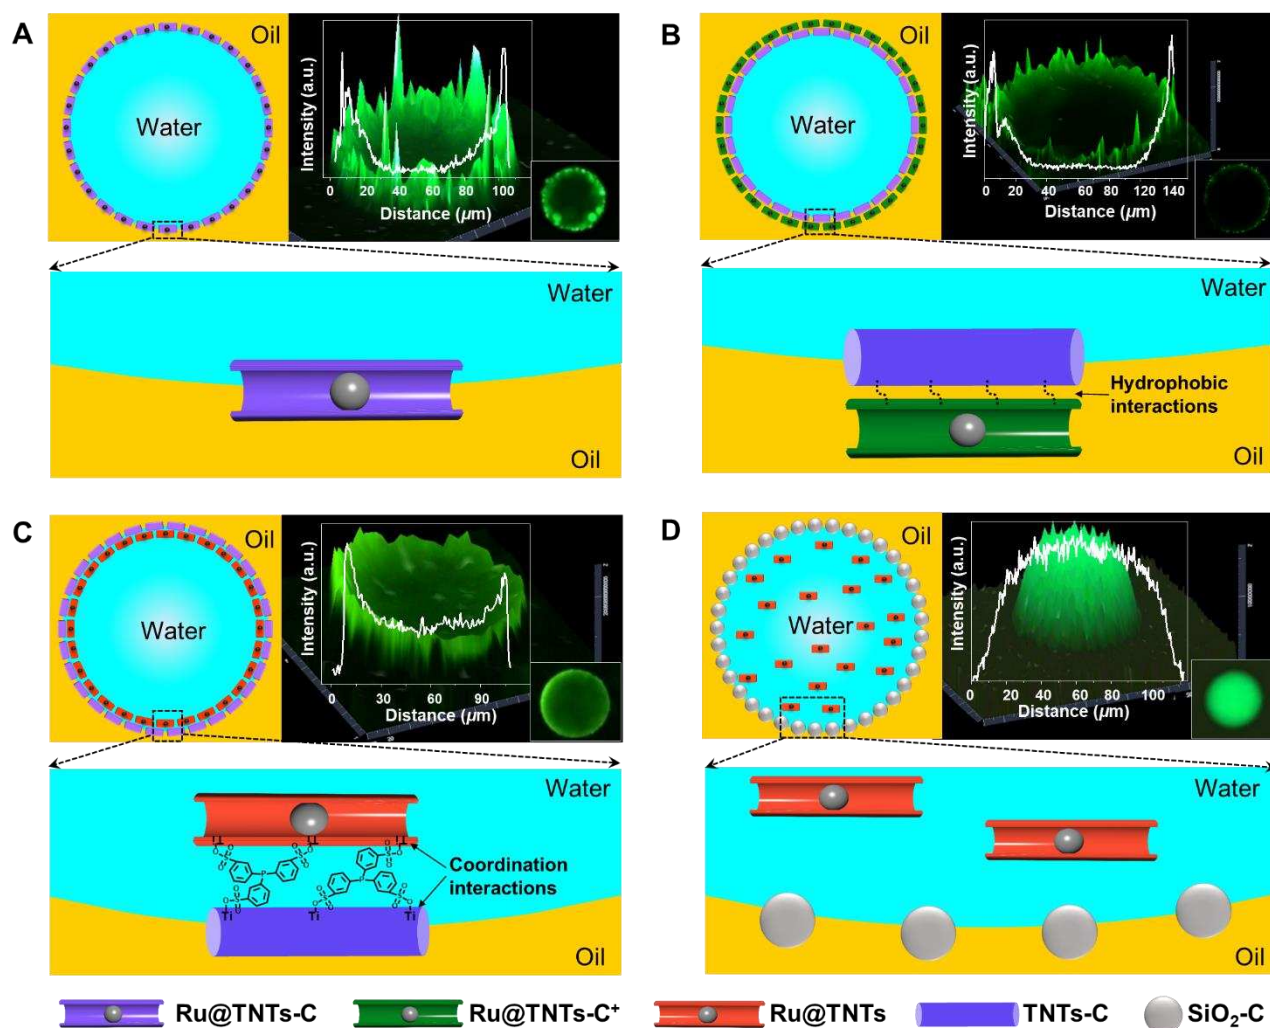 A
Oil
Water
Intensity (a.u.)
0 20 40 60 80 100
Distance (µm)
Water
Oil
B
Oil
Water
Intensity (a.u.)
0 20 40 60 80 120 140
Distance (µm)
Water
Hydrophobic
interactions
Oil
C
Oil
Water
Intensity (a.u.)
0 30 60 90
Distance (µm)
Water
Coordination
interactions
Ti Ti Ti
Oil
D
Oil
Water
Intensity (a.u.)
0 20 40 60 80 100
Distance (µm)
Water
Oil
Ru@TNTs-C
Ru@TNTs-C⁺
Ru@TNTs
TNTs-C
SiO₂-C